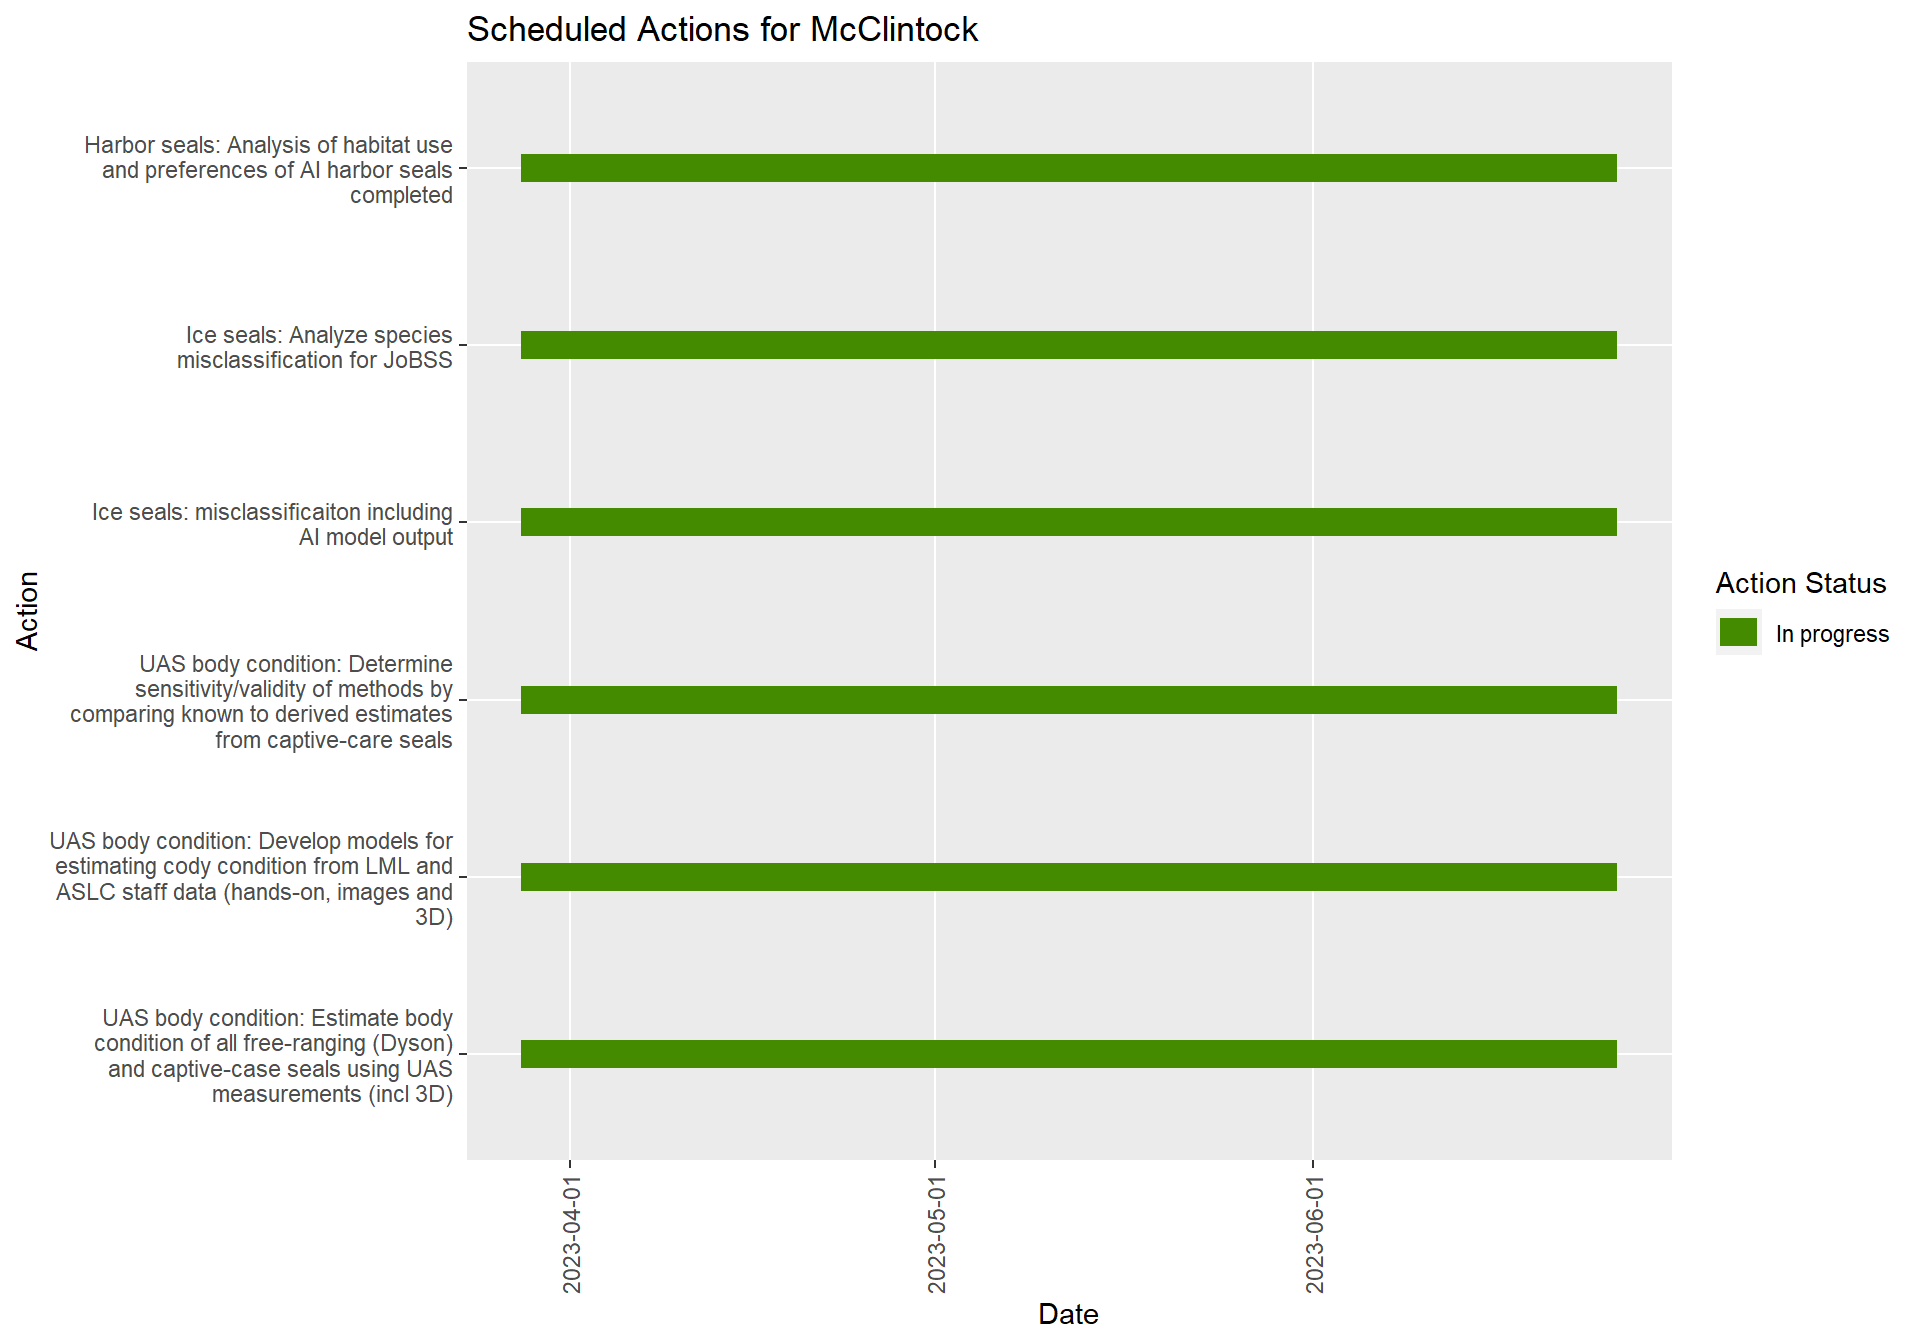 Scheduled Actions for McClintock
Harbor seals: Analysis of habitat use
and preferences of AI harbor seals
completed
Ice seals: Analyze species
misclassification for JoBSS
Ice seals: misclassificaiton including
AI model output
UAS body condition: Determine
sensitivity/validity of methods by
comparing known to derived estimates
from captive-care seals
UAS body condition: Develop models for
estimating cody condition from LML and
ASLC staff data (hands-on, images and
3D)
UAS body condition: Estimate body
condition of all free-ranging (Dyson)
and captive-case seals using UAS
measurements (incl 3D)
Action
2023-04-01
2023-05-01
2023-06-01
Date
Action Status
In progress